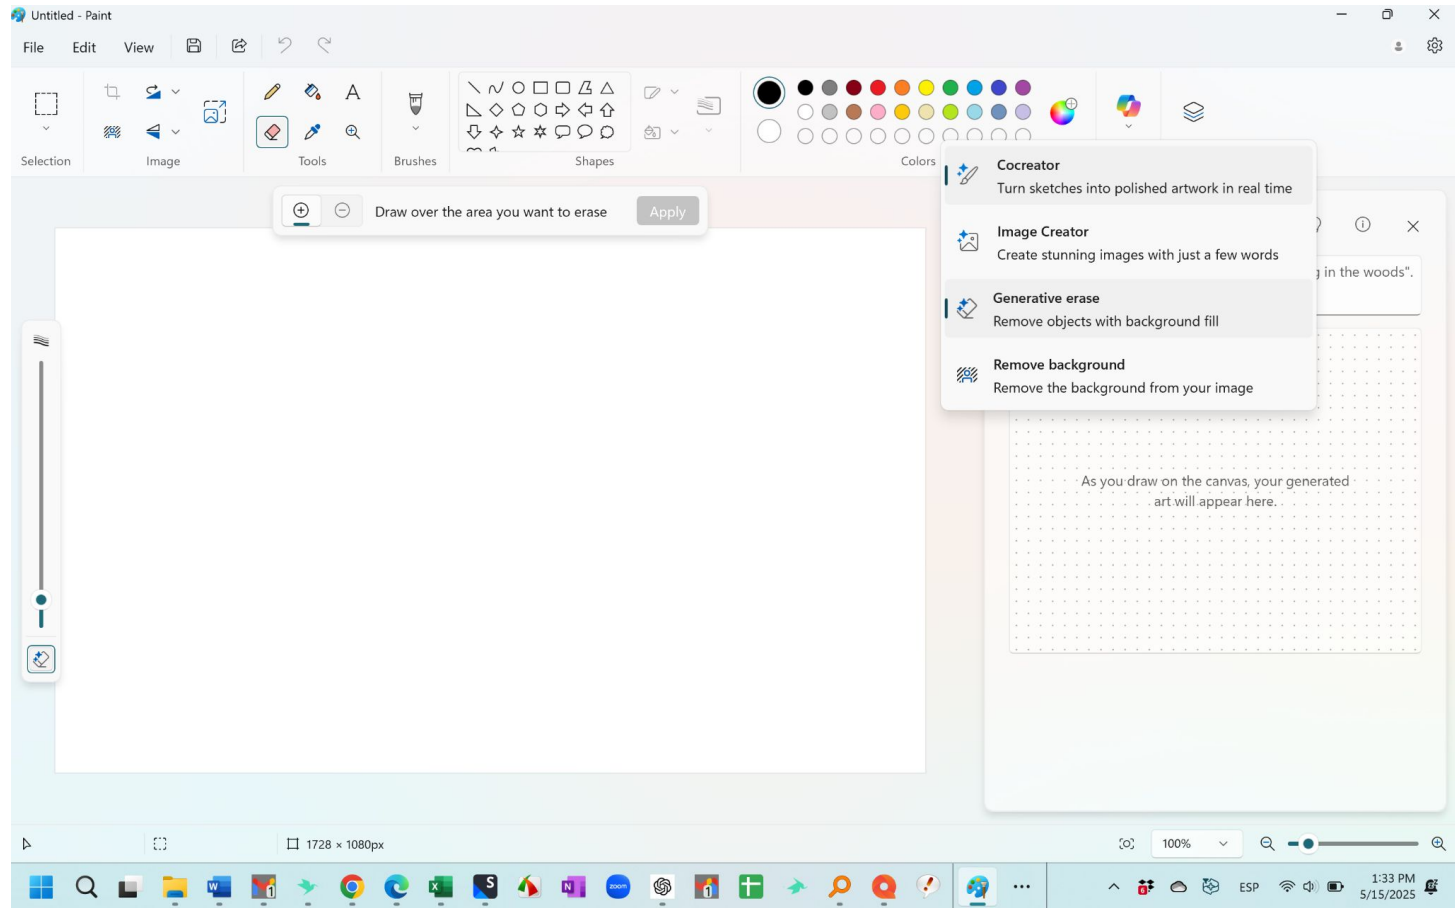 Untitled - Paint
File Edit View
Selection Image Tools Brushes Shapes Colors
Draw over the area you want to erase Apply
Cocreator
Turn sketches into polished artwork in real time
Image Creator
Create stunning images with just a few words
Generative erase
Remove objects with background fill
Remove background
Remove the background from your image
in the woods".
As you draw on the canvas, your generated
art will appear here.
1728 × 1080px 100%
zoom ESP 1:33 PM
5/15/2025